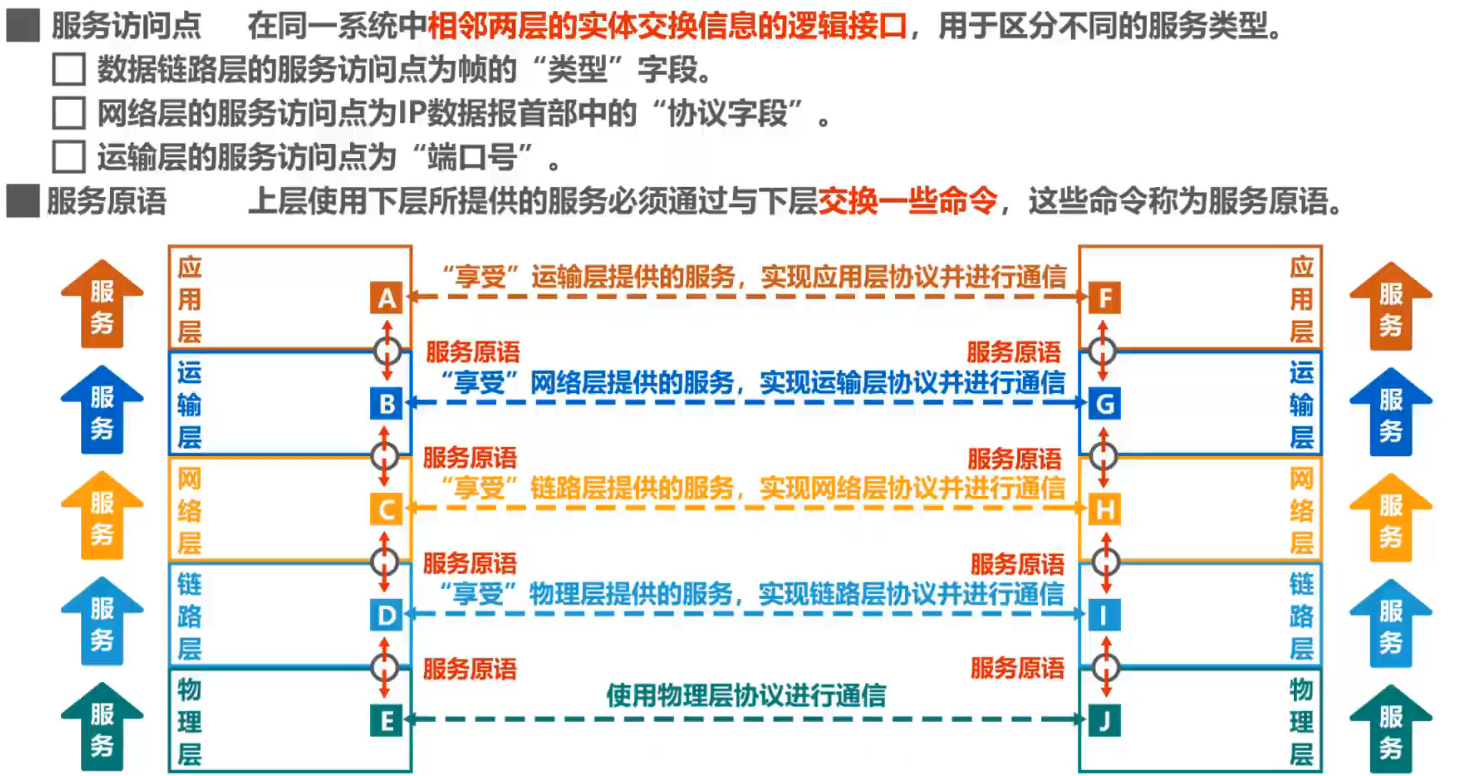 服务访问点 在同一系统中相邻两层的实体交换信息的逻辑接口，用于区分不同的服务类型。
数据链路层的服务访问点为帧的“类型”字段。
网络层的服务访问点为IP数据报首部中的“协议字段”。
运输层的服务访问点为“端口号”。
服务原语 上层使用下层所提供的服务必须通过与下层交换一些命令，这些命令称为服务原语。
服务 应用层 A “享受”运输层提供的服务，实现应用层协议并进行通信 F 应用层 服务
服务原语 服务原语
服务 运输层 B “享受”网络层提供的服务，实现运输层协议并进行通信 G 运输层 服务
服务原语 服务原语
服务 网络层 C “享受”链路层提供的服务，实现网络层协议并进行通信 H 网络层 服务
服务原语 服务原语
服务 链路层 D “享受”物理层提供的服务，实现链路层协议并进行通信 I 链路层 服务
服务原语 服务原语
服务 物理层 E 使用物理层协议进行通信 J 物理层 服务